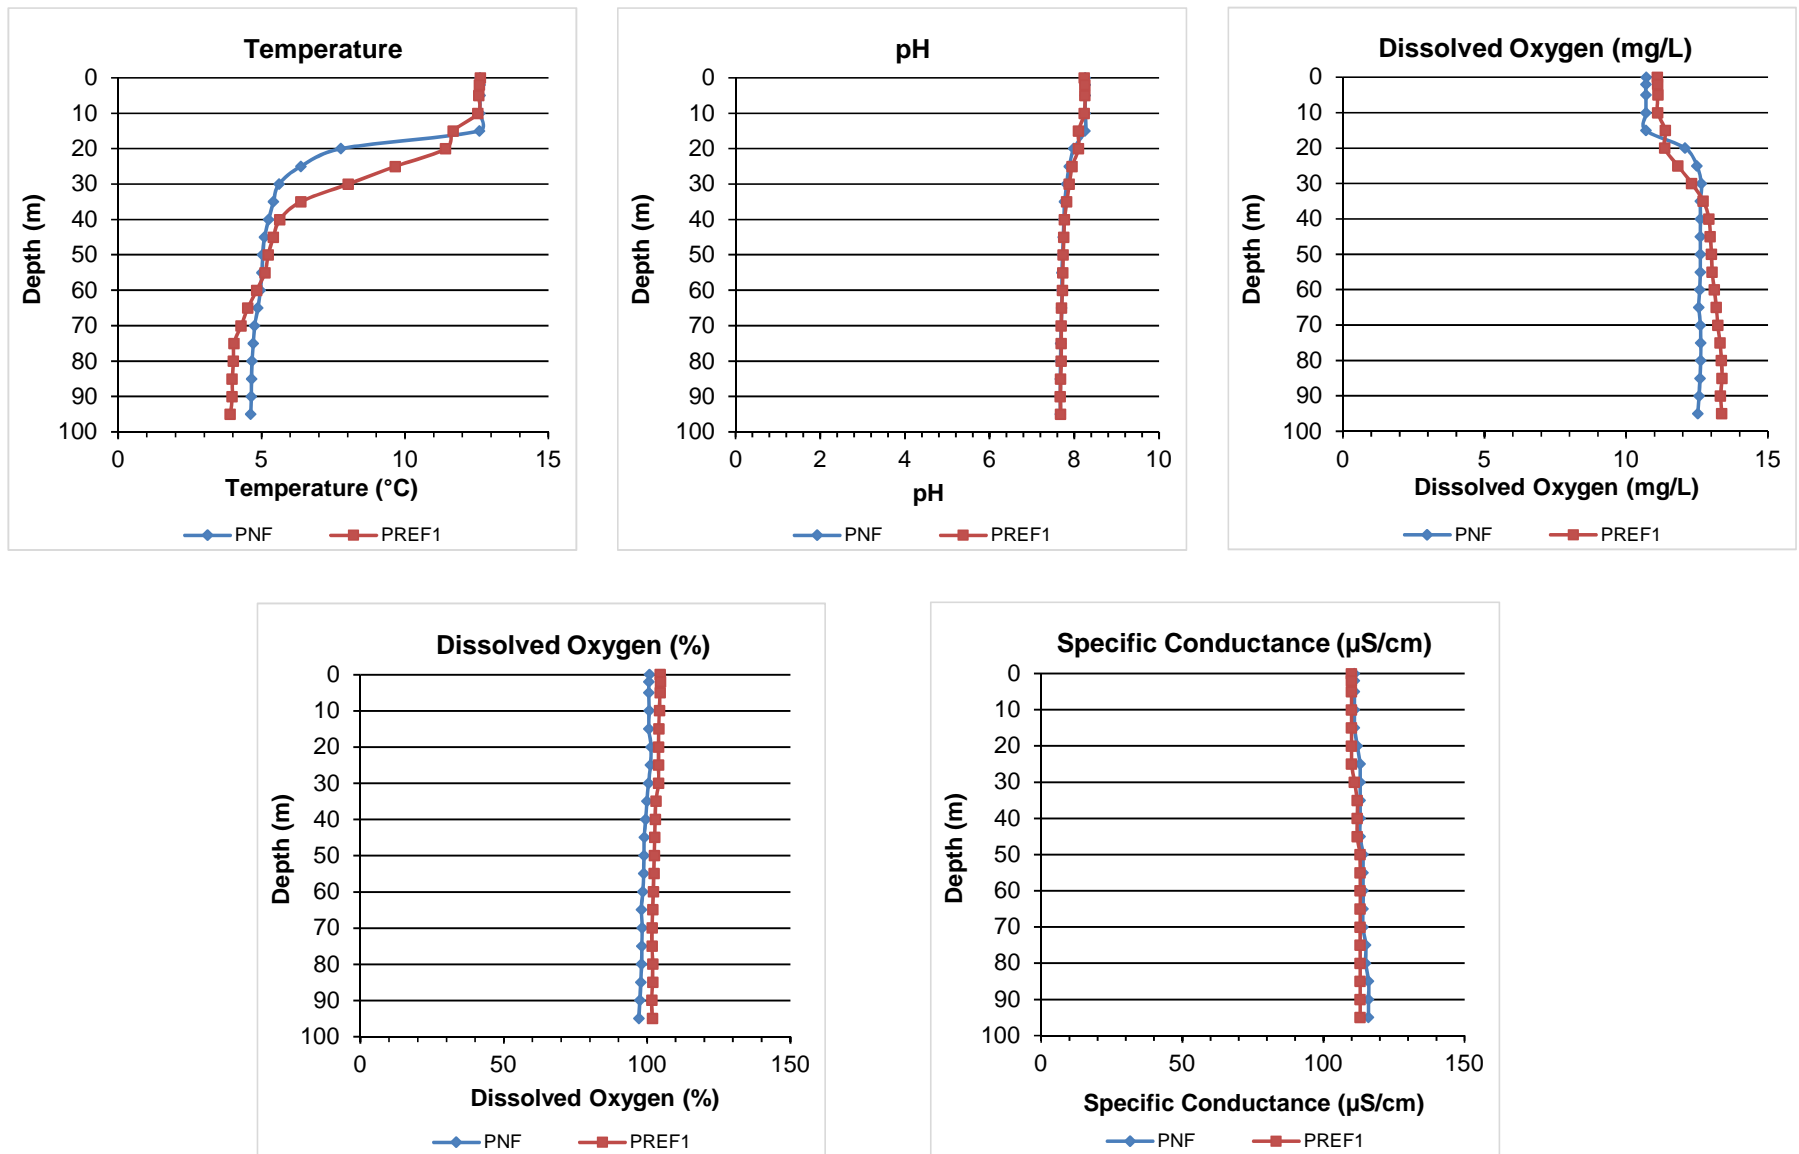 Temperature
0
10
20
30
40
50
60
70
80
90
100
Depth (m)
0 5 10 15
Temperature (°C)
PNF PREF1
pH
0
10
20
30
40
50
60
70
80
90
100
Depth (m)
0 2 4 6 8 10
pH
PNF PREF1
Dissolved Oxygen (mg/L)
0
10
20
30
40
50
60
70
80
90
100
Depth (m)
0 5 10 15
Dissolved Oxygen (mg/L)
PNF PREF1
Dissolved Oxygen (%)
0
10
20
30
40
50
60
70
80
90
100
Depth (m)
0 50 100 150
Dissolved Oxygen (%)
PNF PREF1
Specific Conductance (µS/cm)
0
10
20
30
40
50
60
70
80
90
100
Depth (m)
0 50 100 150
Specific Conductance (µS/cm)
PNF PREF1